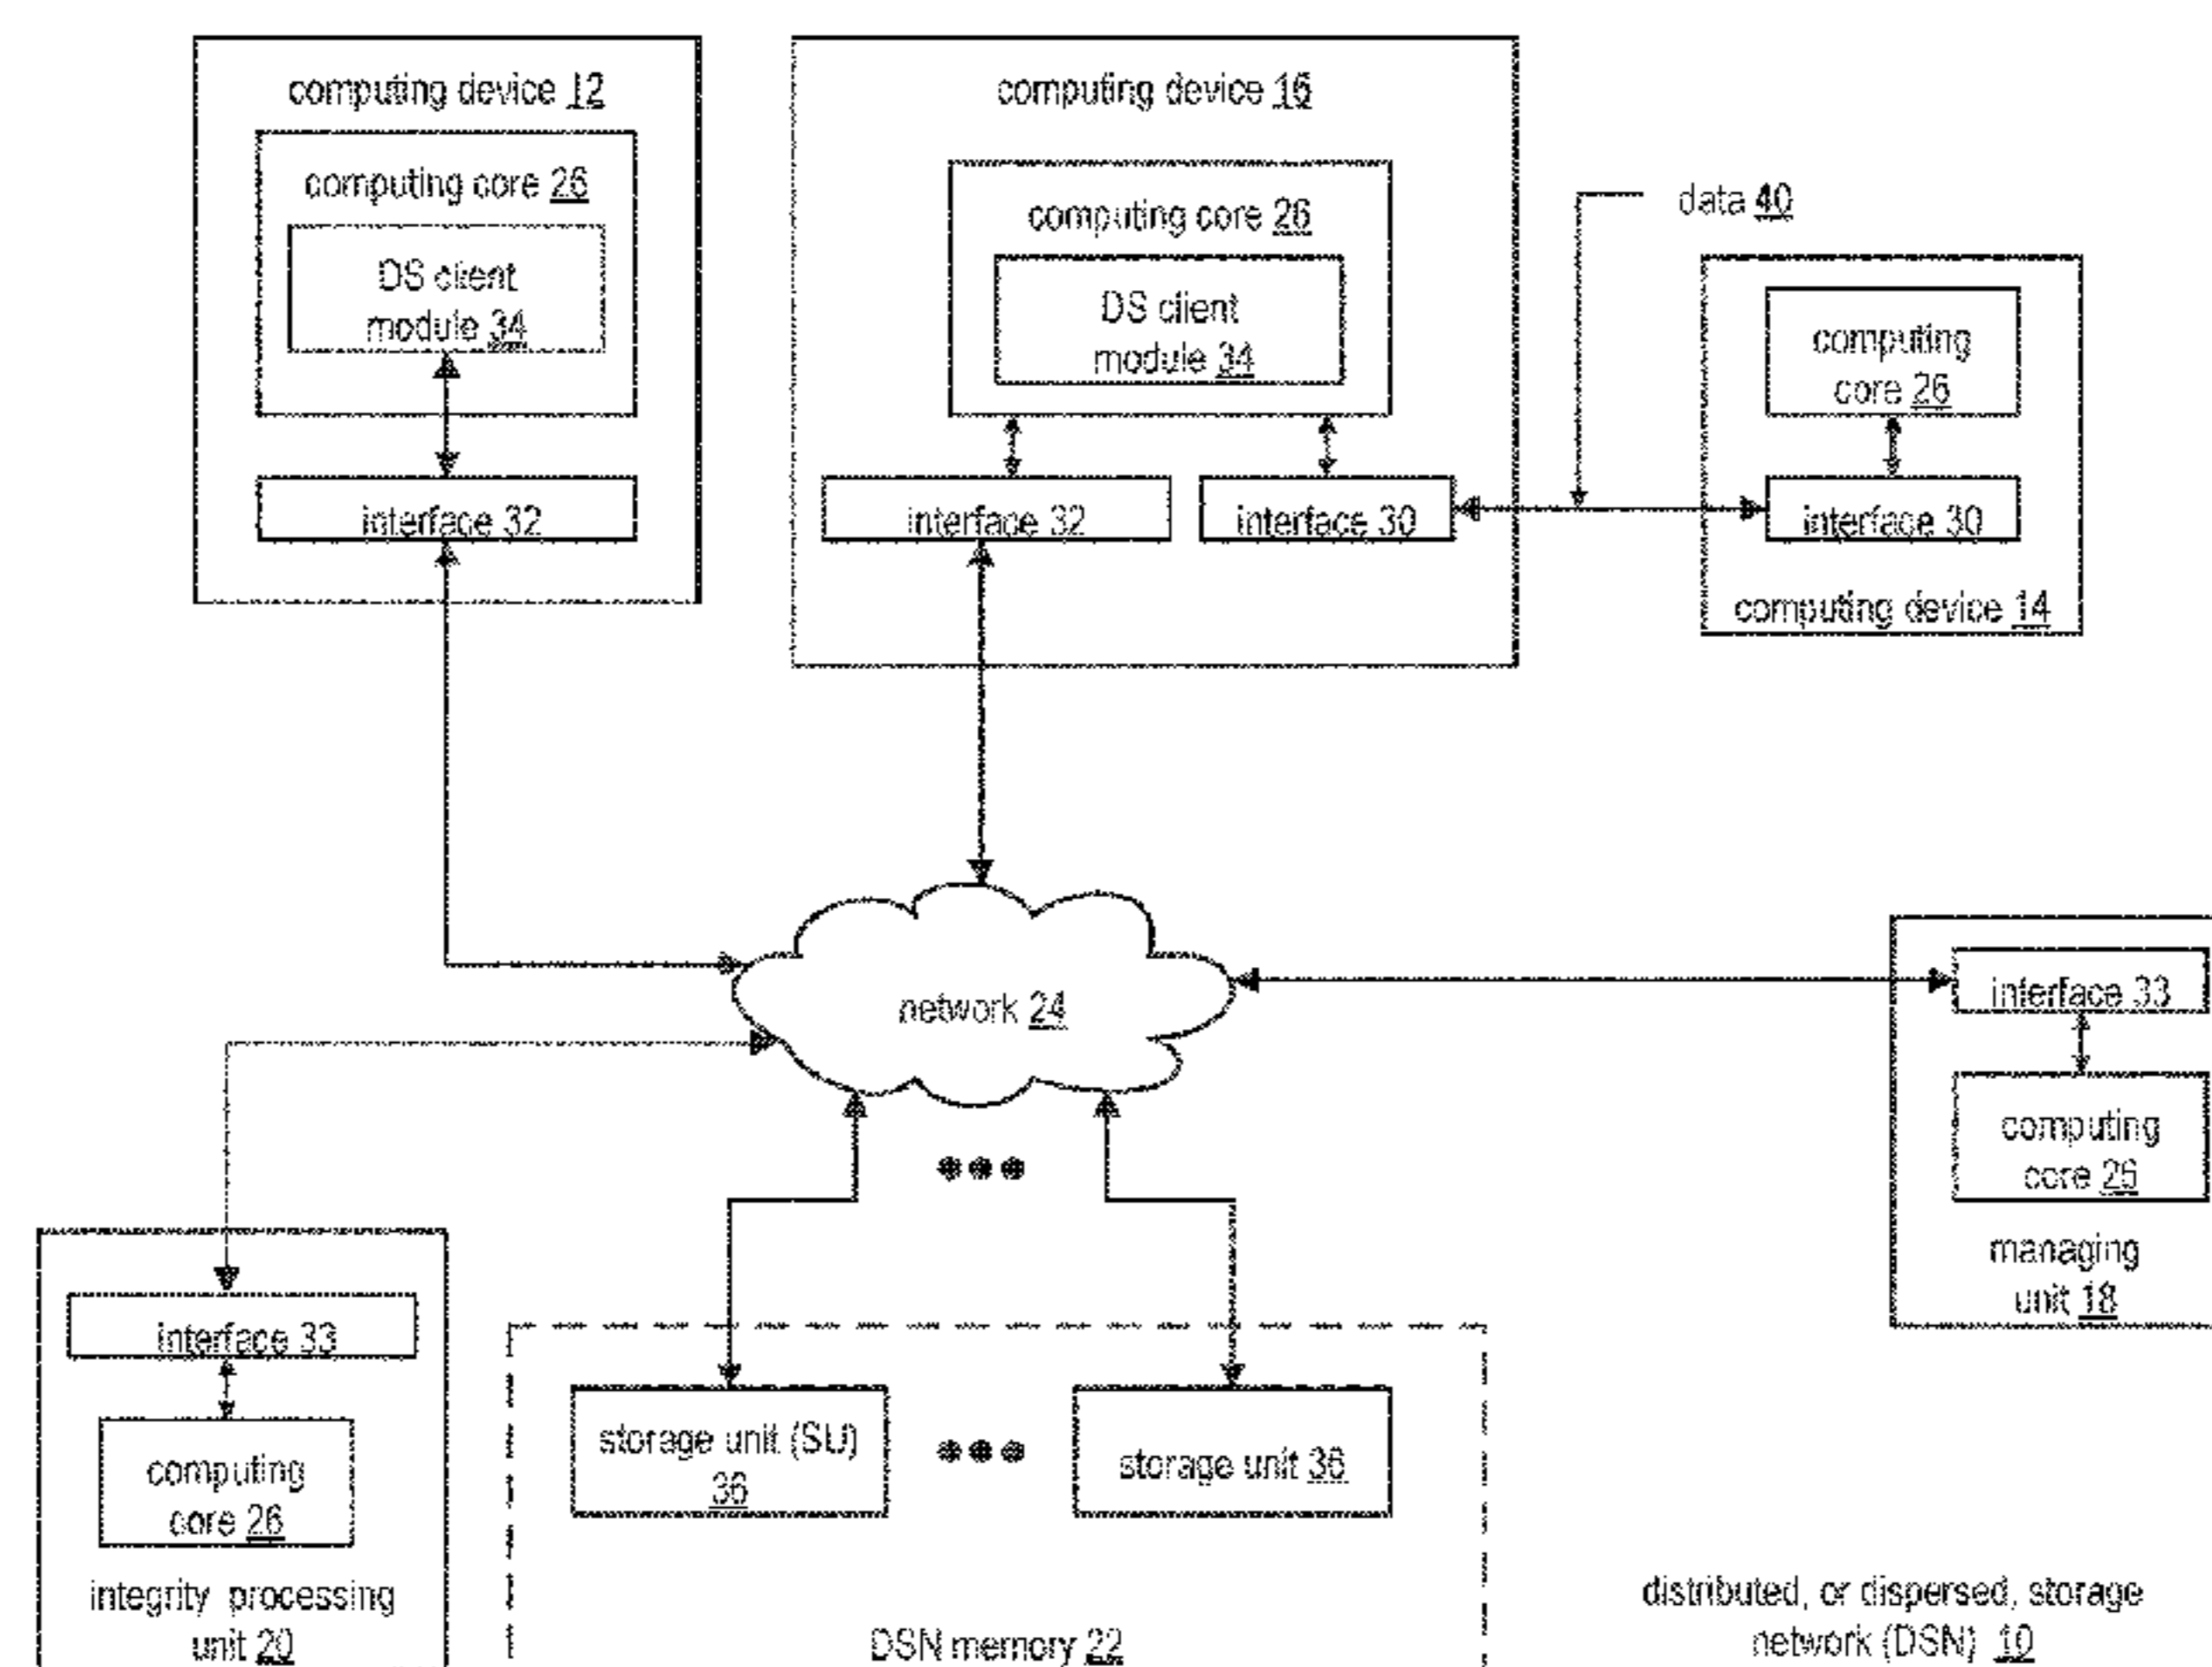 computing device 12
computing core 26
DS client
module 34
interface 32
computing device 16
computing core 26
DS client
module 34
interface 32
interface 30
data 40
computing
core 26
interface 30
computing device 14
network 24
interface 33
computing
core 26
managing
unit 18
interface 33
computing
core 26
integrity processing
unit 20
storage unit (SU)
36
storage unit 36
DSN memory 22
distributed, or dispersed, storage
network (DSN) 10